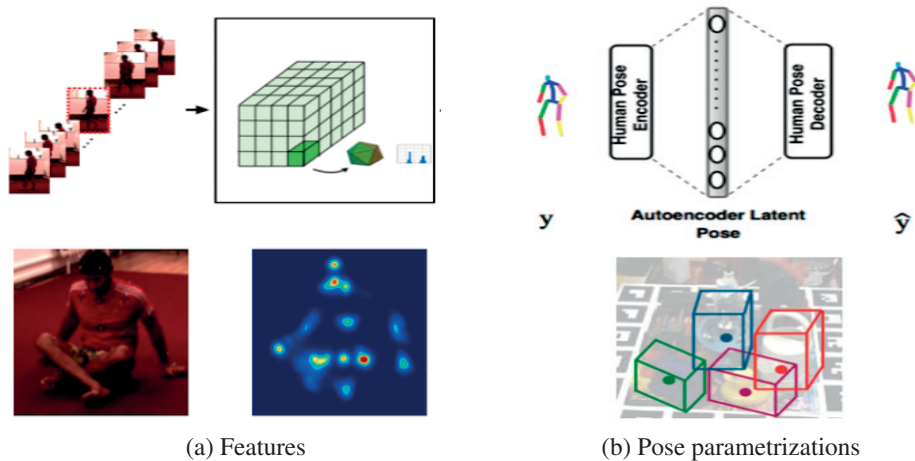 Human Pose
Encoder
Human Pose
Decoder
y
Autoencoder Latent
Pose
ŷ
(a) Features
(b) Pose parametrizations